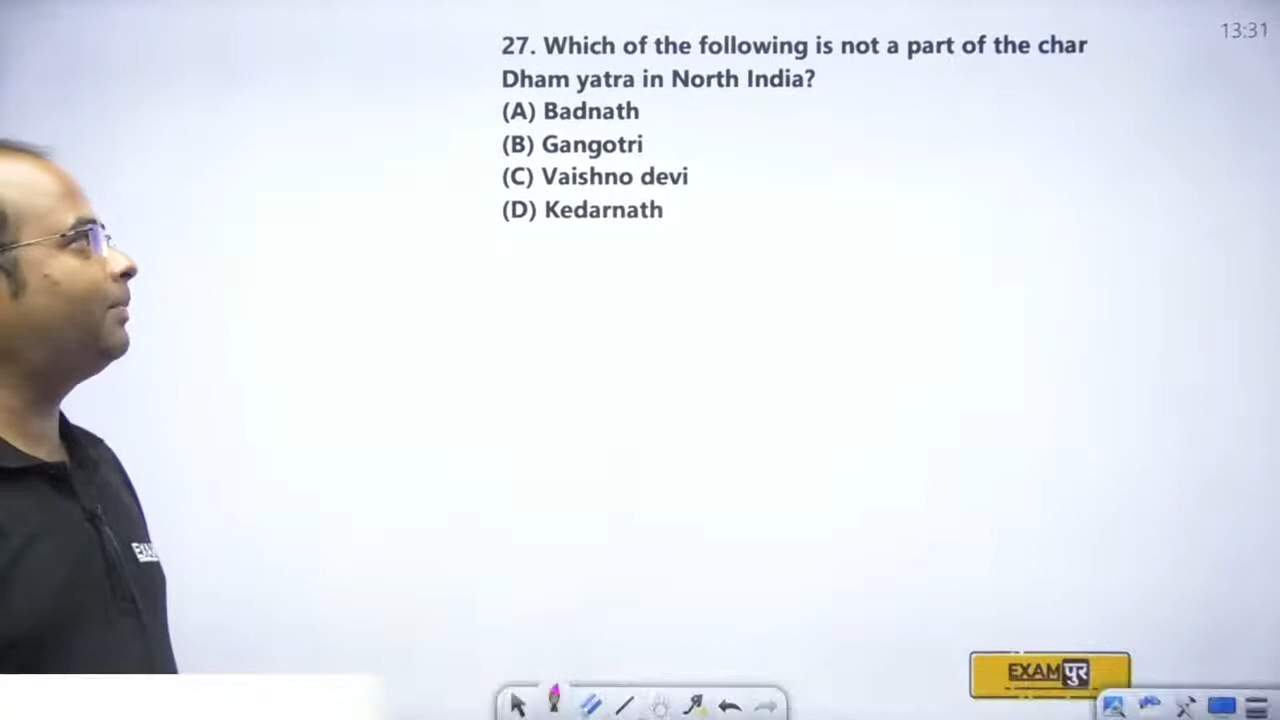 13:31
27. Which of the following is not a part of the char
Dham yatra in North India?
(A) Badnath
(B) Gangotri
(C) Vaishno devi
(D) Kedarnath
EXAMपुर